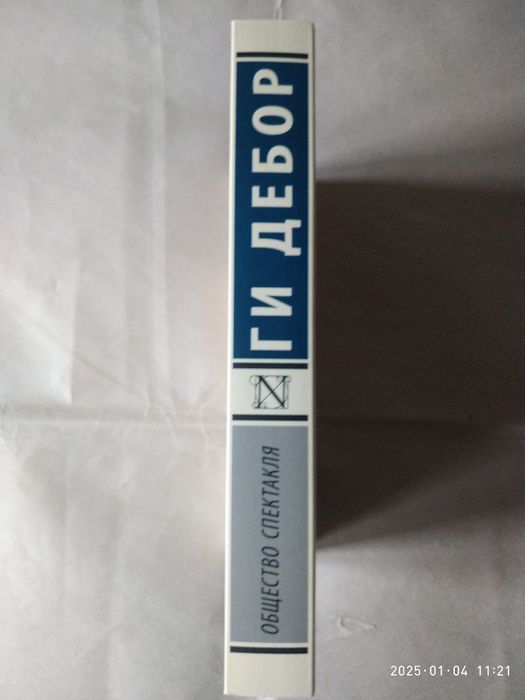 ГИ ДЕБОР
N
ОБЩЕСТВО СПЕКТАКЛЯ
2025-01-04 11:21